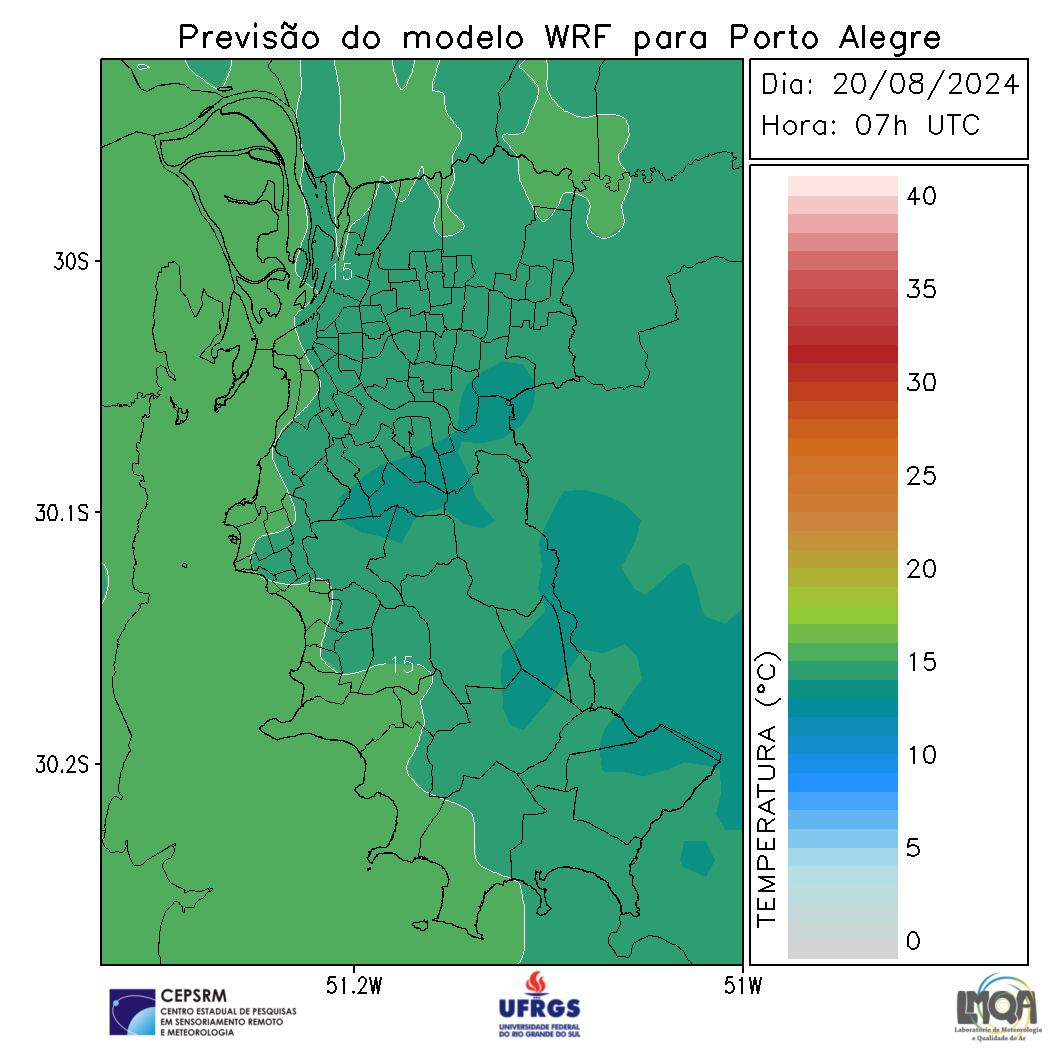 Previsão do modelo WRF para Porto Alegre
Dia: 20/08/2024
Hora: 07h UTC
40
35
30
25
20
15
10
5
0
TEMPERATURA (°C)
30S
30.1S
30.2S
15
15
51.2W
51W
CEPSRM
CENTRO ESTADUAL DE PESQUISAS
EM SENSORIAMENTO REMOTO
E METEOROLOGIA
UFRGS
UNIVERSIDADE FEDERAL
DO RIO GRANDE DO SUL
LMQA
Laboratório de Meteorologia
e Qualidade do Ar